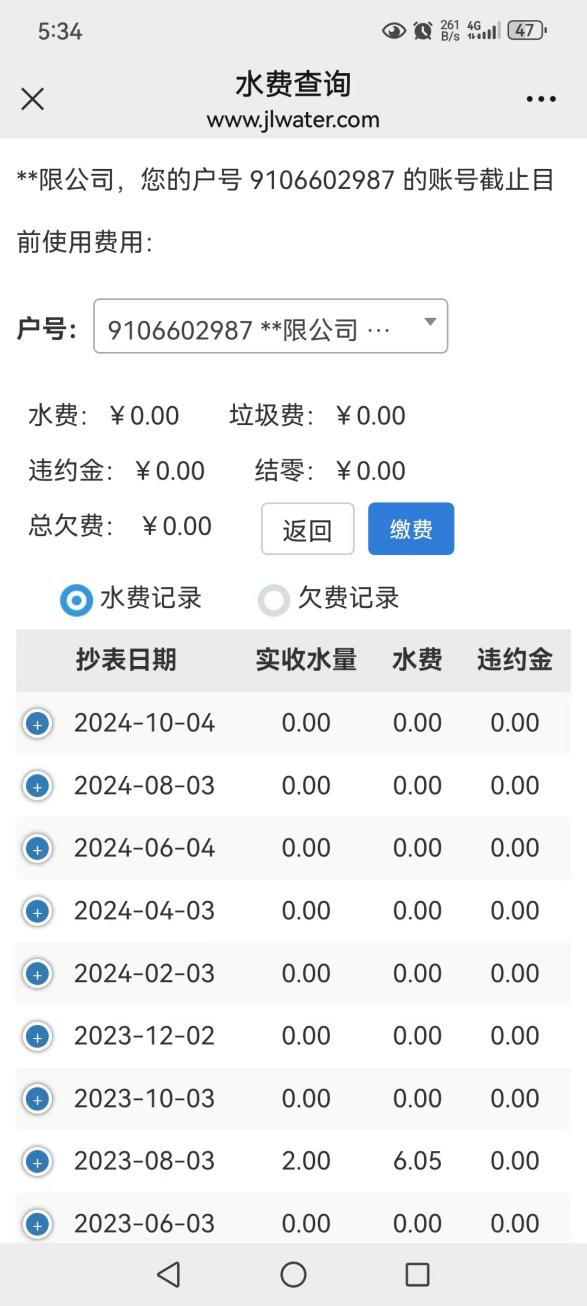 5:34
261 B/s 4G 47
水费查询
www.jlwater.com
**限公司，您的户号 9106602987 的账号截止目
前使用费用:
户号: 9106602987 **限公司 ···
水费: ￥0.00 垃圾费: ￥0.00
违约金: ￥0.00 结零: ￥0.00
总欠费: ￥0.00 返回 缴费
水费记录 欠费记录
抄表日期 实收水量 水费 违约金
2024-10-04 0.00 0.00 0.00
2024-08-03 0.00 0.00 0.00
2024-06-04 0.00 0.00 0.00
2024-04-03 0.00 0.00 0.00
2024-02-03 0.00 0.00 0.00
2023-12-02 0.00 0.00 0.00
2023-10-03 0.00 0.00 0.00
2023-08-03 2.00 6.05 0.00
2023-06-03 0.00 0.00 0.00